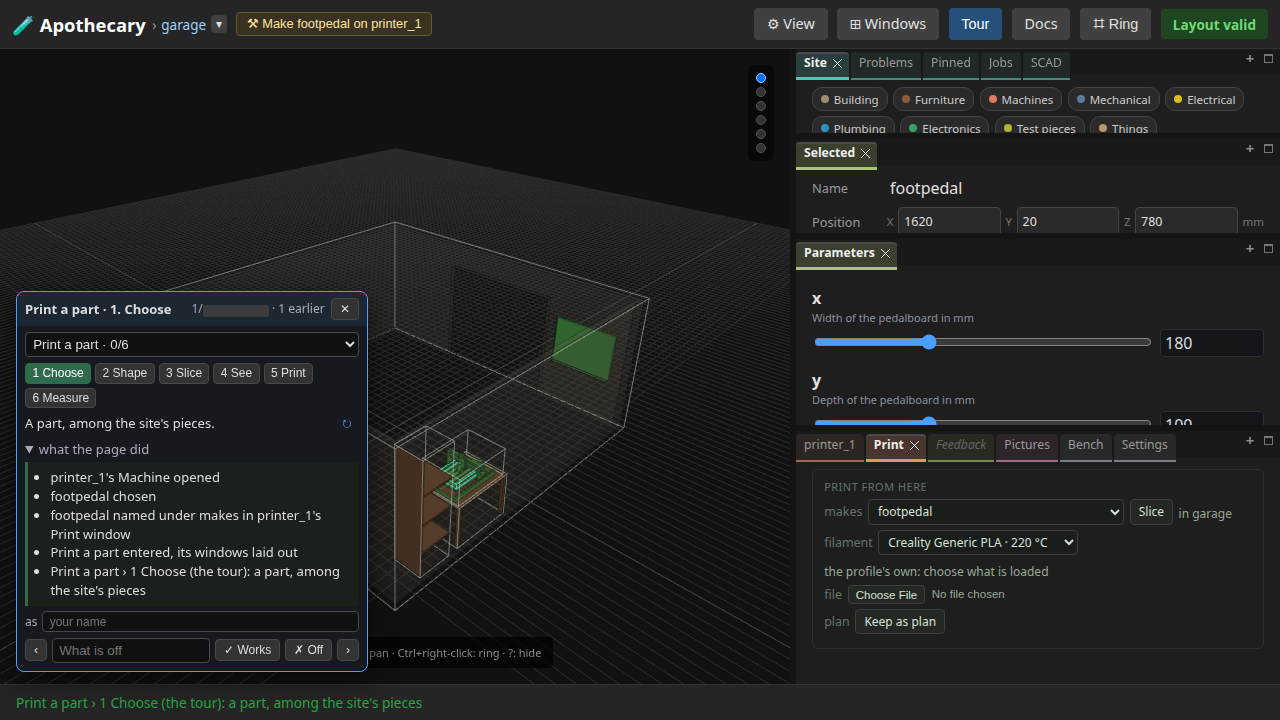 Apothecary › garage ▾ ⚒ Make footpedal on printer_1 ⚙ View ⊞ Windows Tour Docs ⌗ Ring Layout valid
Site Problems Pinned Jobs SCAD
Building Furniture Machines Mechanical Electrical
Plumbing Electronics Test pieces Things
Selected
Name footpedal
Position X 1620 Y 20 Z 780 mm
Parameters
x
Width of the pedalboard in mm
180
y
Depth of the pedalboard in mm
100
printer_1 Print Feedback Pictures Bench Settings
PRINT FROM HERE
makes footpedal Slice in garage
filament Creality Generic PLA · 220 °C
the profile's own: choose what is loaded
file Choose File No file chosen
plan Keep as plan
Print a part · 1. Choose 1/ · 1 earlier ✕
Print a part · 0/6
1 Choose 2 Shape 3 Slice 4 See 5 Print
6 Measure
A part, among the site's pieces. ↻
▼ what the page did
• printer_1's Machine opened
• footpedal chosen
• footpedal named under makes in printer_1's
Print window
• Print a part entered, its windows laid out
• Print a part › 1 Choose (the tour): a part, among
the site's pieces
as your name
‹ What is off ✓ Works ✗ Off ›
pan · Ctrl+right-click: ring · ?: hide
Print a part › 1 Choose (the tour): a part, among the site's pieces